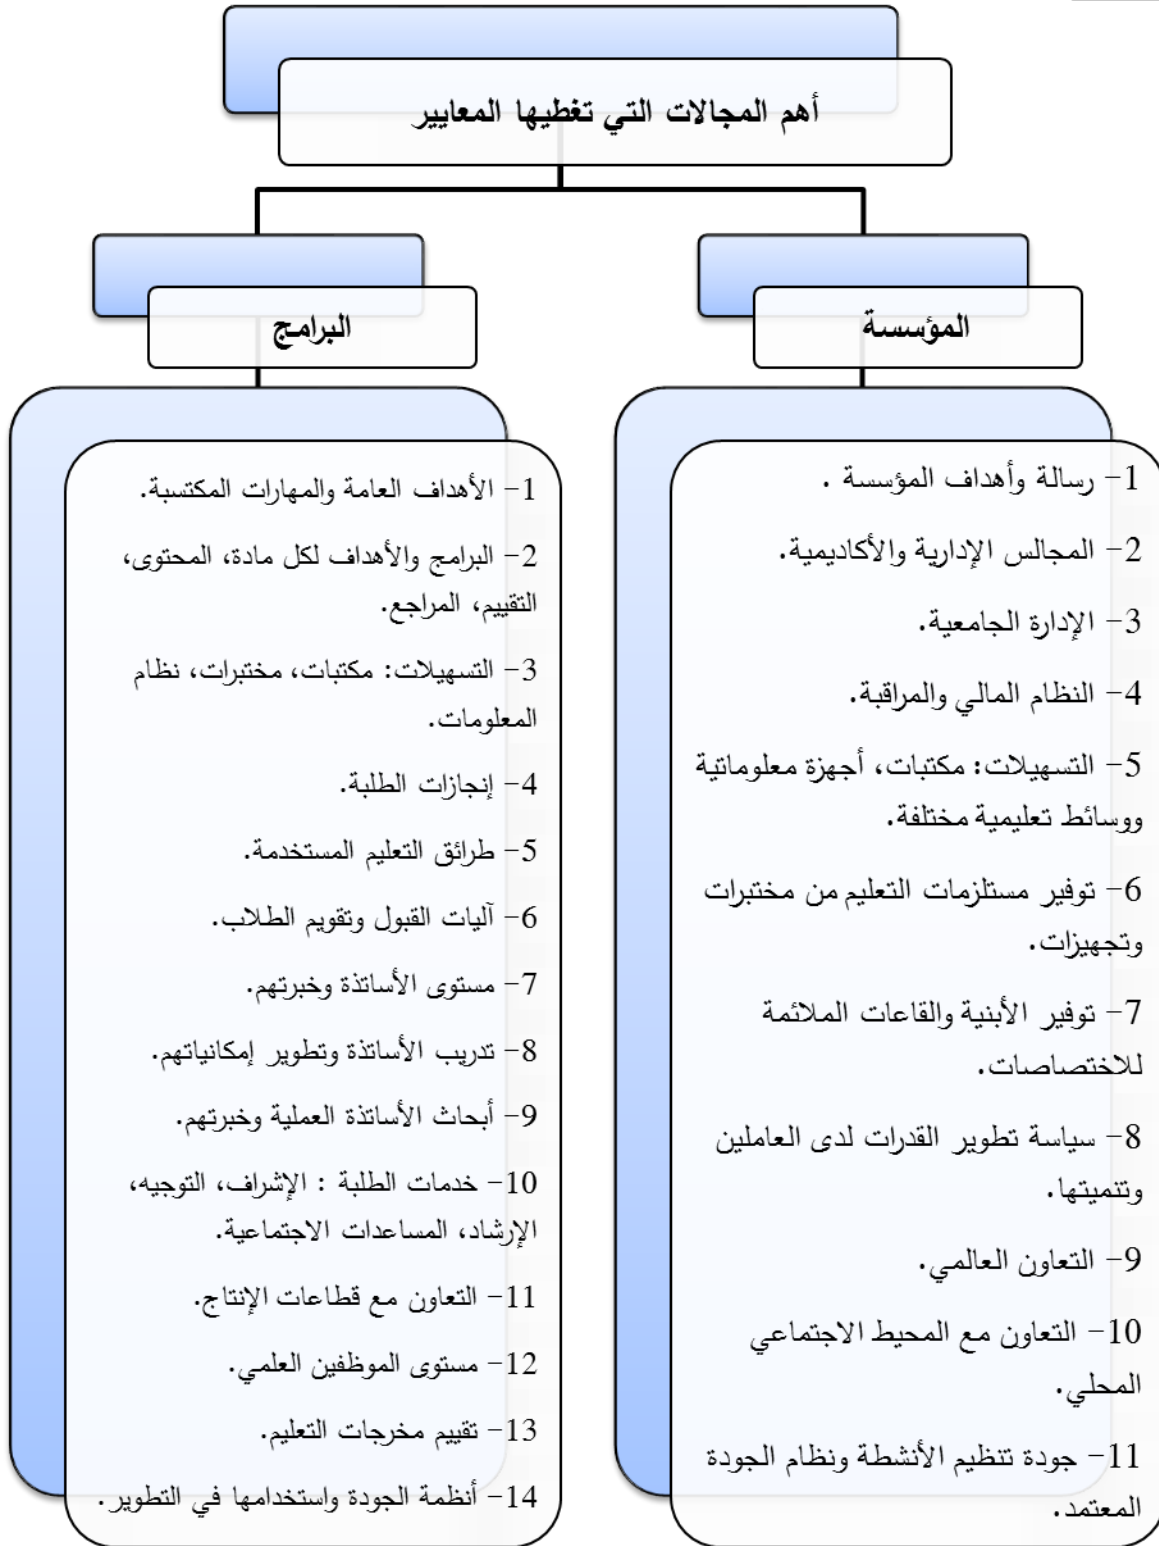 أهم المجالات التي تغطيها المعايير
المؤسسة
1- رسالة وأهداف المؤسسة .
2- المجالس الإدارية والأكاديمية.
3- الإدارة الجامعية.
4- النظام المالي والمراقبة.
5- التسهيلات: مكتبات، أجهزة معلوماتية
ووسائط تعليمية مختلفة.
6- توفير مستلزمات التعليم من مختبرات
وتجهيزات.
7- توفير الأبنية والقاعات الملائمة
للاختصاصات.
8- سياسة تطوير القدرات لدى العاملين
وتنميتها.
9- التعاون العالمي.
10- التعاون مع المحيط الاجتماعي
المحلي.
11- جودة تنظيم الأنشطة ونظام الجودة
المعتمد.
البرامج
1- الأهداف العامة والمهارات المكتسبة.
2- البرامج والأهداف لكل مادة، المحتوى،
التقييم، المراجع.
3- التسهيلات: مكتبات، مختبرات، نظام
المعلومات.
4- إنجازات الطلبة.
5- طرائق التعليم المستخدمة.
6- آليات القبول وتقويم الطلاب.
7- مستوى الأساتذة وخبرتهم.
8- تدريب الأساتذة وتطوير إمكانياتهم.
9- أبحاث الأساتذة العملية وخبرتهم.
10- خدمات الطلبة : الإشراف، التوجيه،
الإرشاد، المساعدات الاجتماعية.
11- التعاون مع قطاعات الإنتاج.
12- مستوى الموظفين العلمي.
13- تقييم مخرجات التعليم.
14- أنظمة الجودة واستخدامها في التطوير.